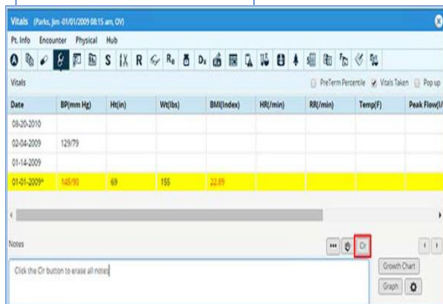 Vitals (Parks, Jim -01/01/2009 08:15 am, OV)
Pt. Info Encounter Physical Hub
S R Rx Dx
Vitals PreTerm Percentile Vitals Taken Pop up
Date BP(mm Hg) Ht(in) Wt(lbs) BMI(Index) HR(/min) RR(/min) Temp(F) Peak Flow(L/
08-20-2010
02-04-2009 129/79
01-14-2009
01-01-2009* 145/90 69 155 22.89
Notes ... Clr
Click the Clr button to erase all notes
Growth Chart
Graph